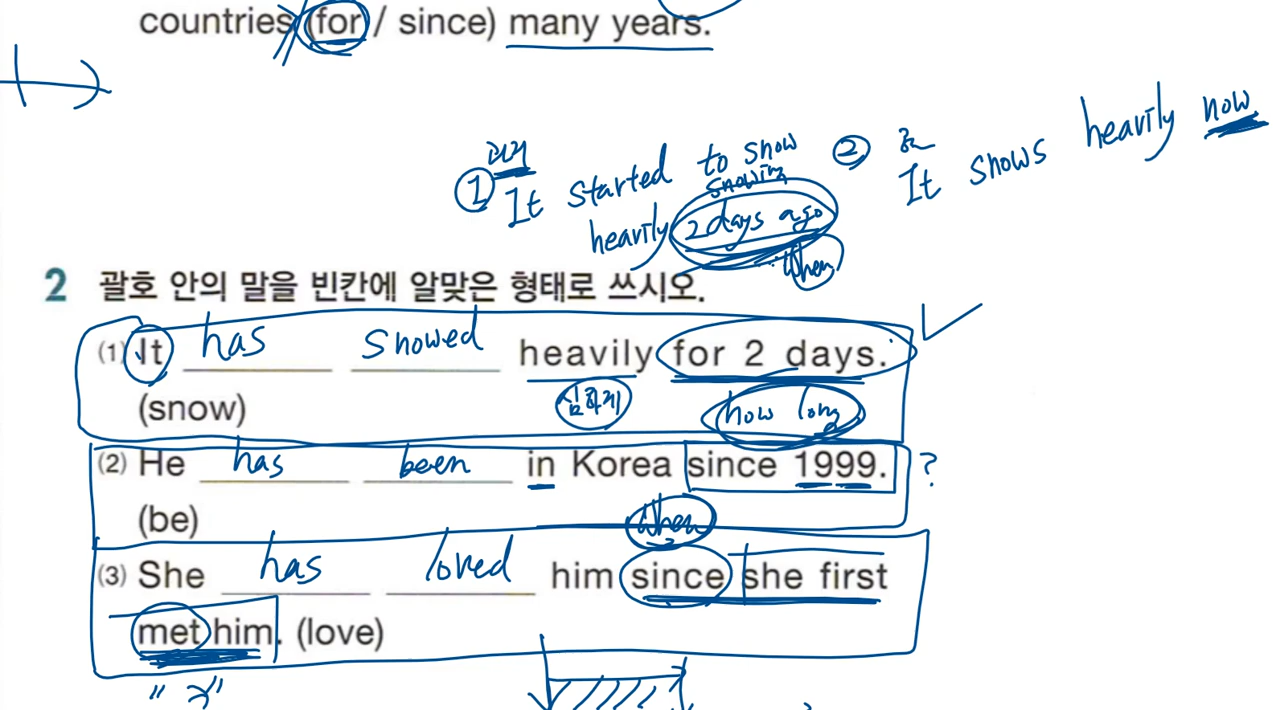 countries (for / since) many years.
과거
① It started to snow
snowing
heavily 2 days ago
when
② 현
It snows heavily now
2 괄호 안의 말을 빈칸에 알맞은 형태로 쓰시오.
(1) It has snowed heavily for 2 days.
(snow) 심하게 how long
(2) He has been in Korea since 1999. ?
(be) when
(3) She has loved him since she first
met him. (love)